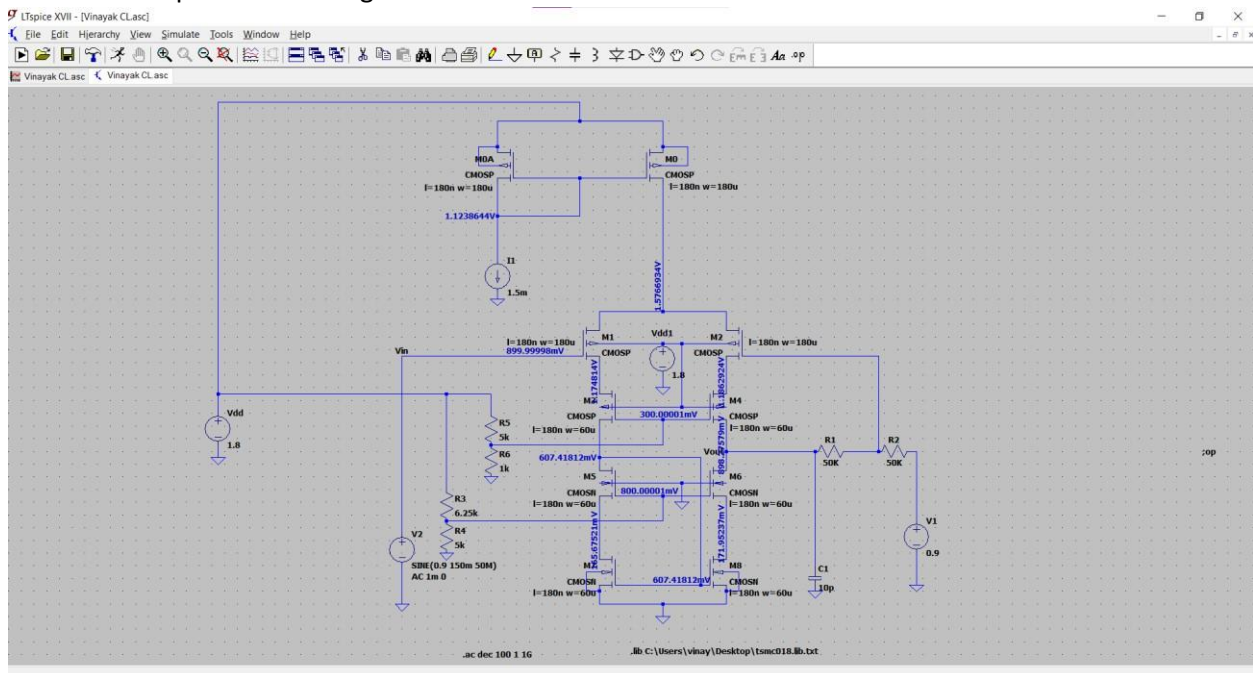 LTspice XVII - [Vinayak CL.asc]
File Edit Hierarchy View Simulate Tools Window Help
Vinayak CL.asc Vinayak CL.asc
M0A
CMOSP
l=180n w=180u
M0
CMOSP
l=180n w=180u
1.1238644V
I1
1.5m
1.5766934V
l=180n w=180u
M1
CMOSP
Vdd1
1.8
M2
CMOSP
l=180n w=180u
Vin
899.99998mV
300.00001mV
CMOSP
l=180n w=60u
M4
CMOSP
l=180n w=60u
Vdd
1.8
R5
5k
R6
1k
607.41812mV
R1
50K
R2
50K
;op
M5
CMOSN
l=180n w=60u
800.00001mV
M6
CMOSN
l=180n w=60u
R3
6.25k
R4
5k
V2
SINE(0.9 150m 50M)
AC 1m 0
V1
0.9
171.95237mV
CMOSN
l=180n w=60u
607.41812mV
M8
CMOSN
l=180n w=60u
C1
10p
.ac dec 100 1 1G
.lib C:\Users\vinay\Desktop\tsmc018.lib.txt